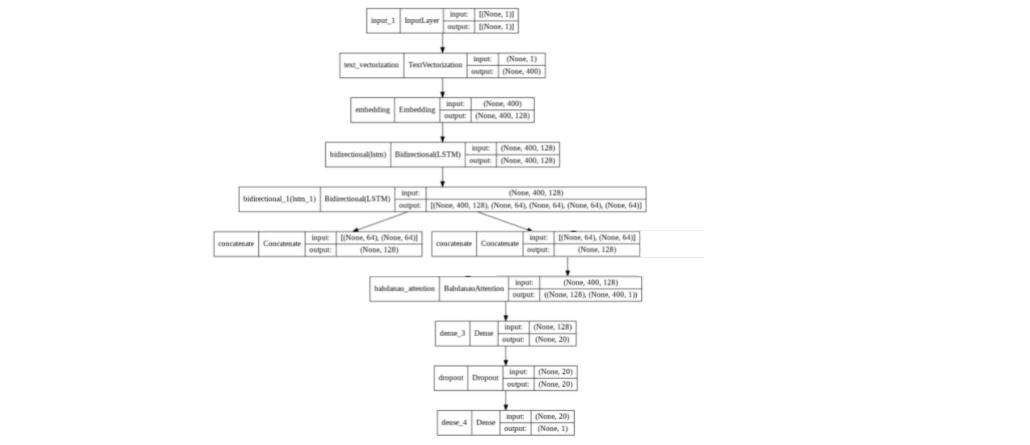 input_1 InputLayer input: [(None, 1)]
output: [(None, 1)]
text_vectorization TextVectorization input: (None, 1)
output: (None, 400)
embedding Embedding input: (None, 400)
output: (None, 400, 128)
bidirectional(lstm) Bidirectional(LSTM) input: (None, 400, 128)
output: (None, 400, 128)
bidirectional_1(lstm_1) Bidirectional(LSTM) input: (None, 400, 128)
output: [(None, 400, 128), (None, 64), (None, 64), (None, 64), (None, 64)]
concatenate Concatenate input: [(None, 64), (None, 64)]
output: (None, 128)
concatenate Concatenate input: [(None, 64), (None, 64)]
output: (None, 128)
bahdanau_attention BahdanauAttention input: (None, 400, 128)
output: ((None, 128), (None, 400, 1))
dense_3 Dense input: (None, 128)
output: (None, 20)
dropout Dropout input: (None, 20)
output: (None, 20)
dense_4 Dense input: (None, 20)
output: (None, 1)